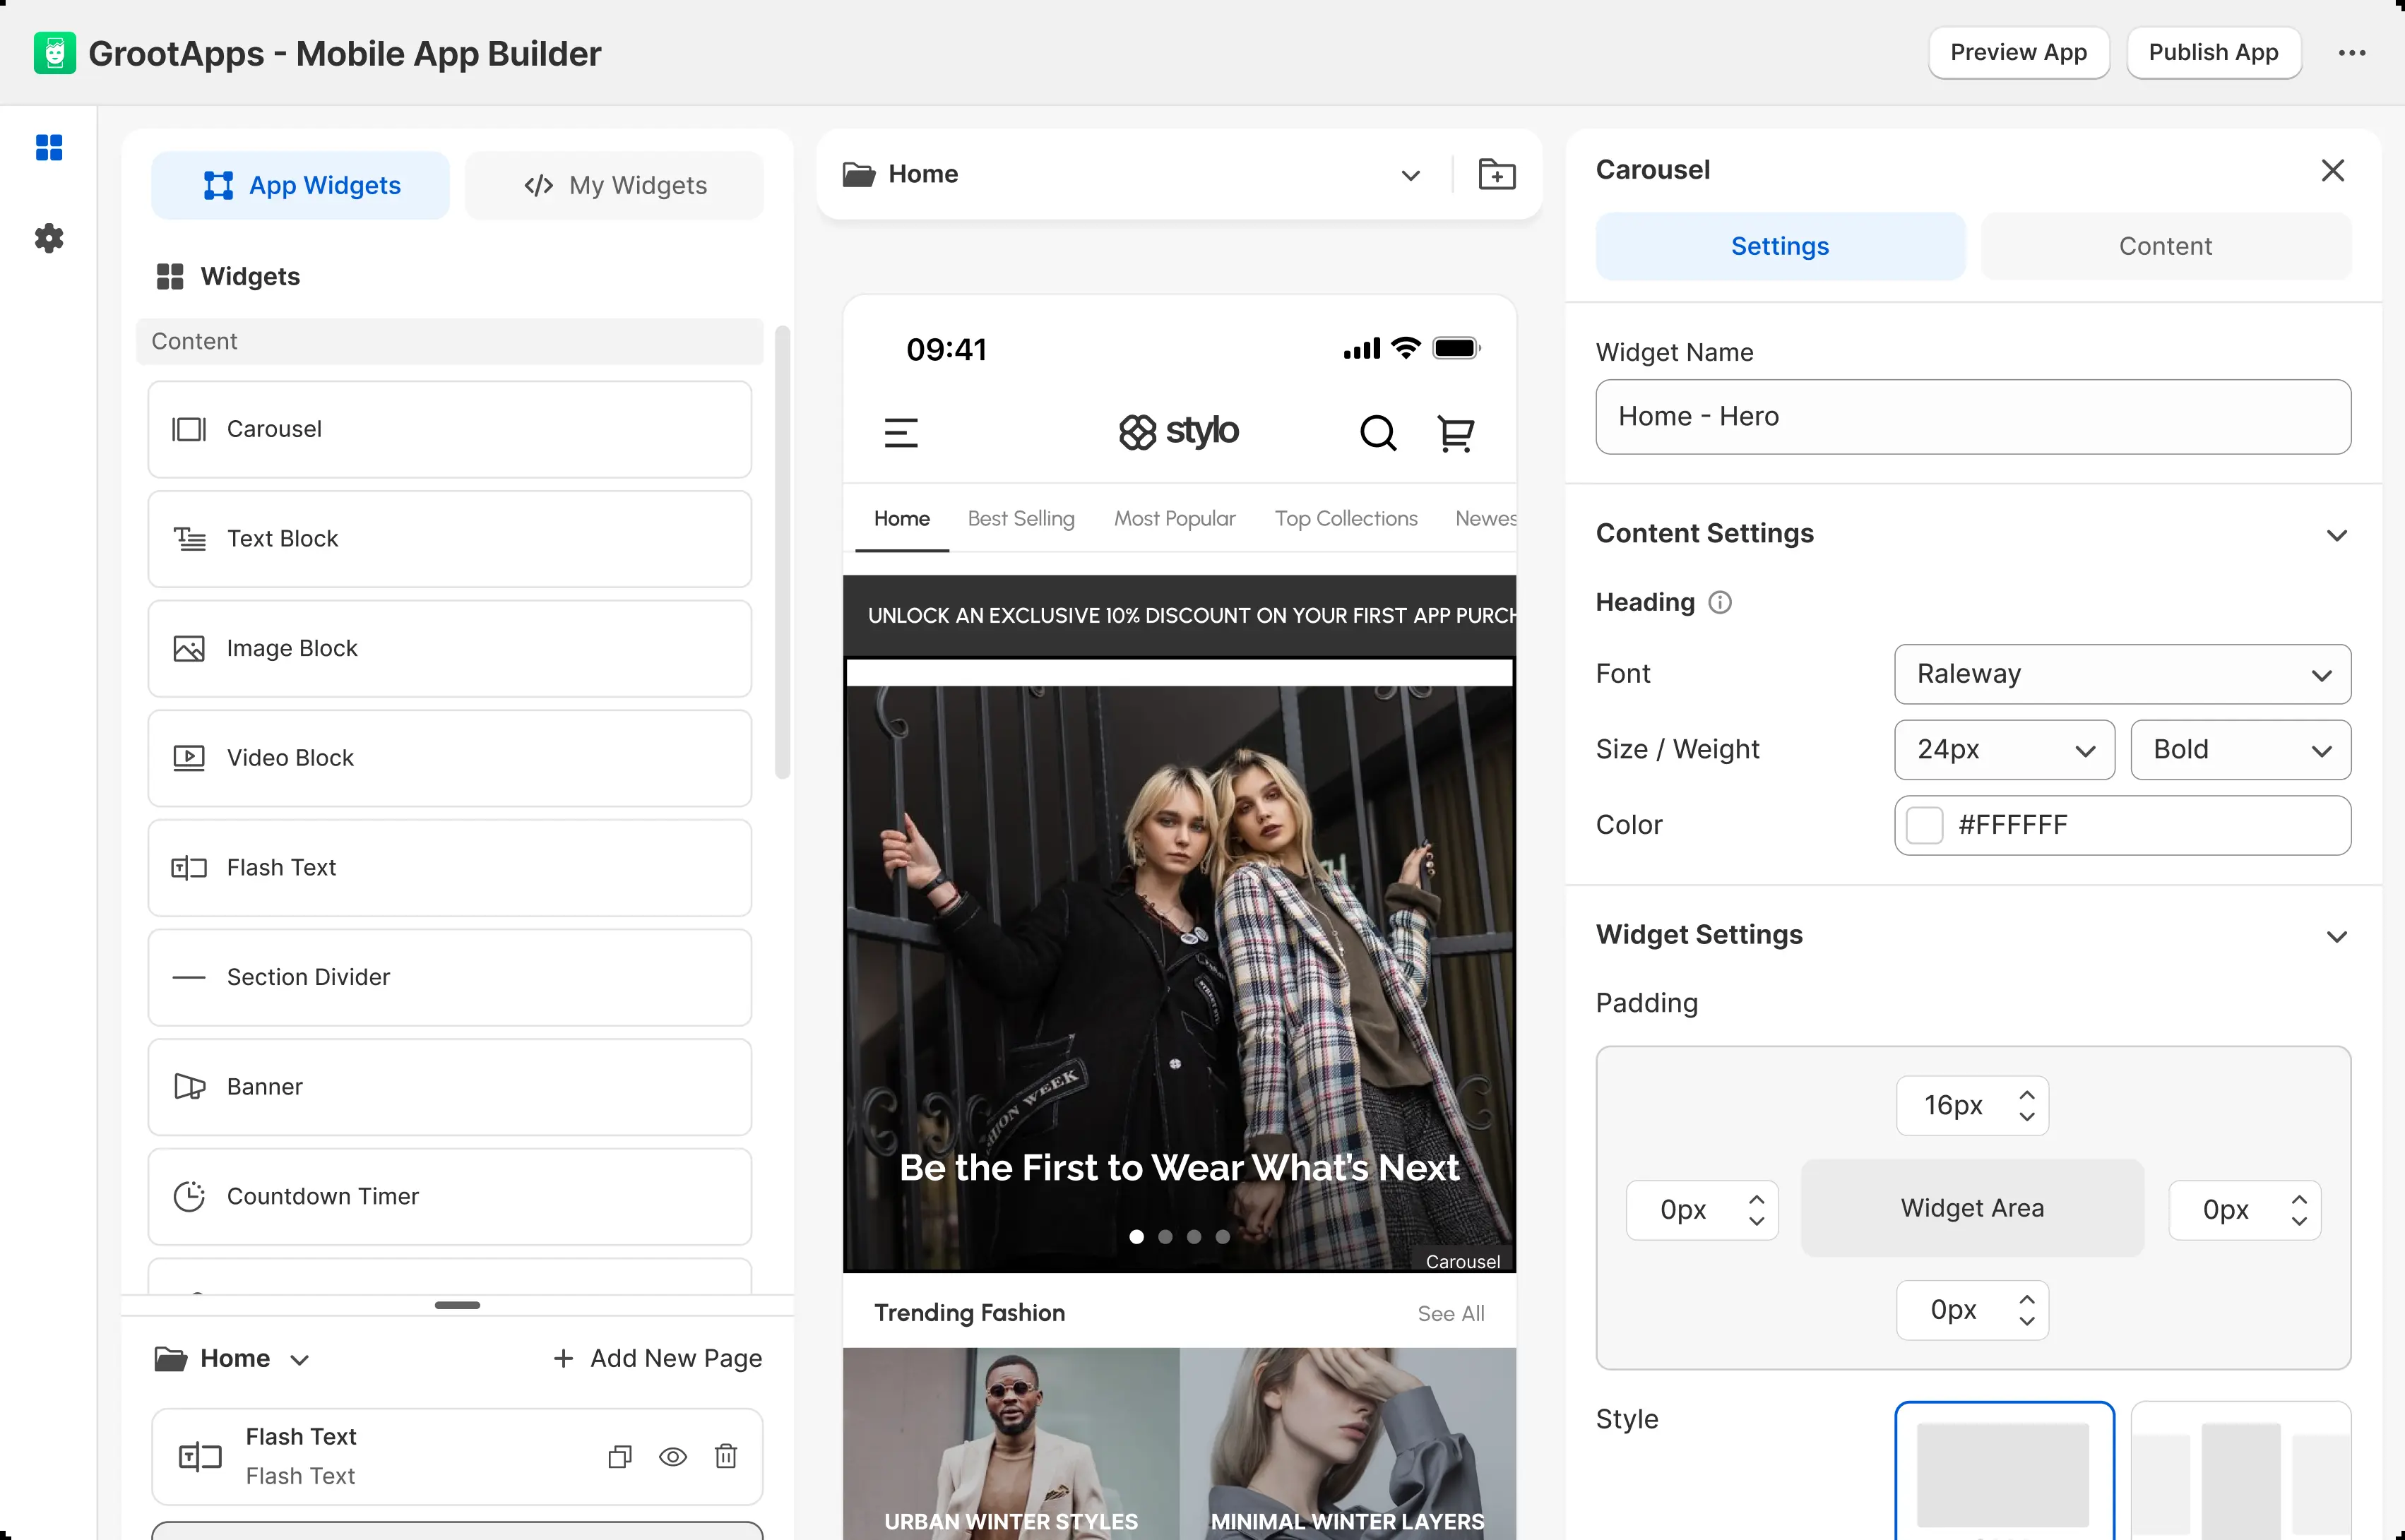 GrootApps - Mobile App Builder
Preview App
Publish App
App Widgets
My Widgets
Widgets
Content
Carousel
Text Block
Image Block
Video Block
Flash Text
Section Divider
Banner
Countdown Timer
Home
Add New Page
Flash Text
Flash Text
Home
09:41
stylo
Home Best Selling Most Popular Top Collections Newes
UNLOCK AN EXCLUSIVE 10% DISCOUNT ON YOUR FIRST APP PURCH
FASHION WEEK
Be the First to Wear What's Next
Carousel
Trending Fashion
See All
URBAN WINTER STYLES
MINIMAL WINTER LAYERS
Carousel
Settings
Content
Widget Name
Home - Hero
Content Settings
Heading
Font
Raleway
Size / Weight
24px
Bold
Color
#FFFFFF
Widget Settings
Padding
16px
0px
Widget Area
0px
0px
Style